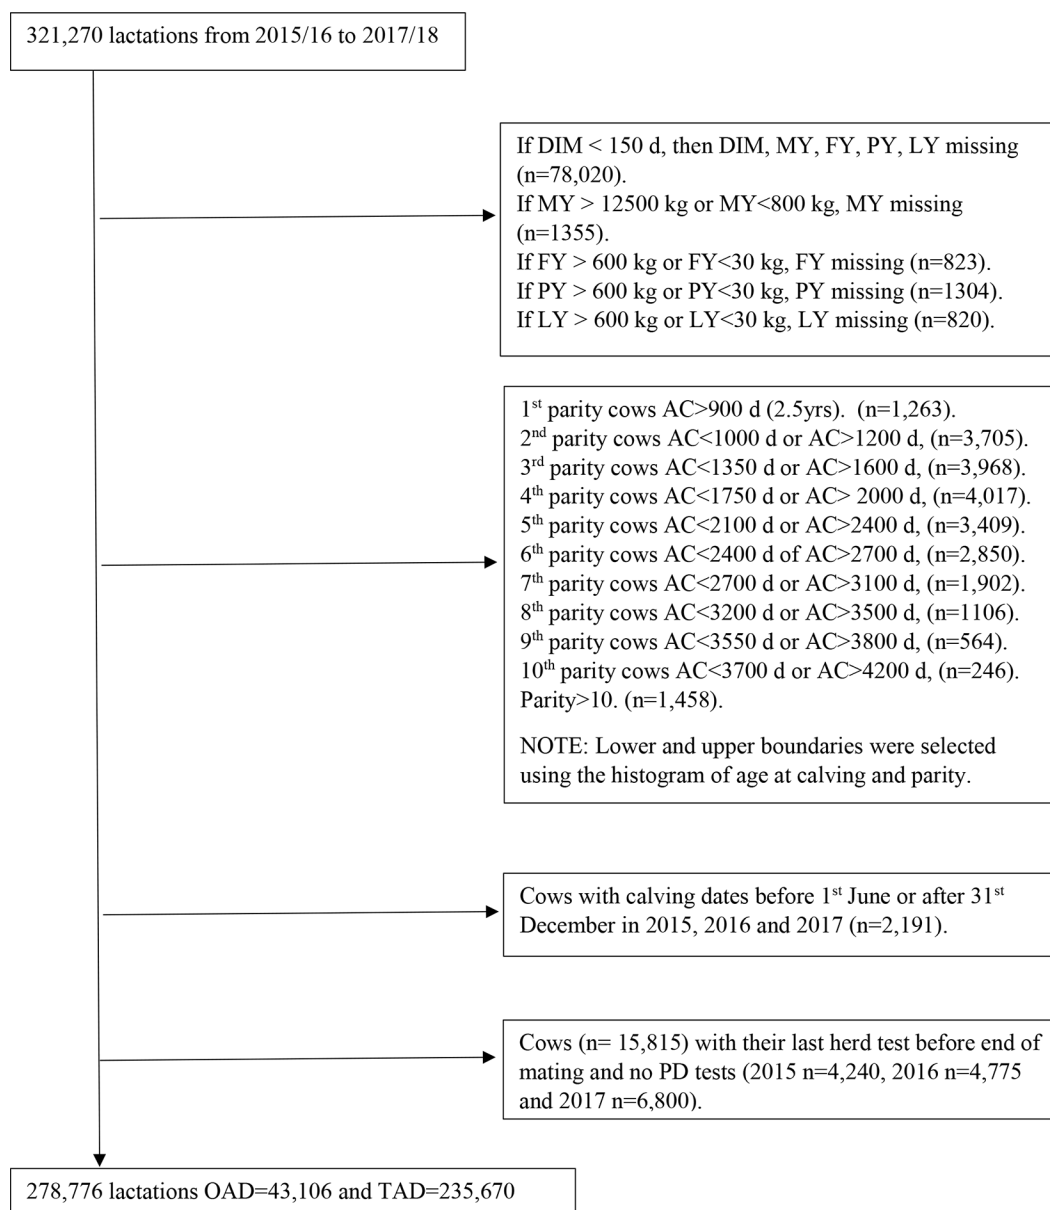 321,270 lactations from 2015/16 to 2017/18
If DIM < 150 d, then DIM, MY, FY, PY, LY missing
(n=78,020).
If MY > 12500 kg or MY<800 kg, MY missing
(n=1355).
If FY > 600 kg or FY<30 kg, FY missing (n=823).
If PY > 600 kg or PY<30 kg, PY missing (n=1304).
If LY > 600 kg or LY<30 kg, LY missing (n=820).
1st parity cows AC>900 d (2.5yrs). (n=1,263).
2nd parity cows AC<1000 d or AC>1200 d, (n=3,705).
3rd parity cows AC<1350 d or AC>1600 d, (n=3,968).
4th parity cows AC<1750 d or AC> 2000 d, (n=4,017).
5th parity cows AC<2100 d or AC>2400 d, (n=3,409).
6th parity cows AC<2400 d of AC>2700 d, (n=2,850).
7th parity cows AC<2700 d or AC>3100 d, (n=1,902).
8th parity cows AC<3200 d or AC>3500 d, (n=1106).
9th parity cows AC<3550 d or AC>3800 d, (n=564).
10th parity cows AC<3700 d or AC>4200 d, (n=246).
Parity>10. (n=1,458).
NOTE: Lower and upper boundaries were selected
using the histogram of age at calving and parity.
Cows with calving dates before 1st June or after 31st
December in 2015, 2016 and 2017 (n=2,191).
Cows (n= 15,815) with their last herd test before end of
mating and no PD tests (2015 n=4,240, 2016 n=4,775
and 2017 n=6,800).
278,776 lactations OAD=43,106 and TAD=235,670